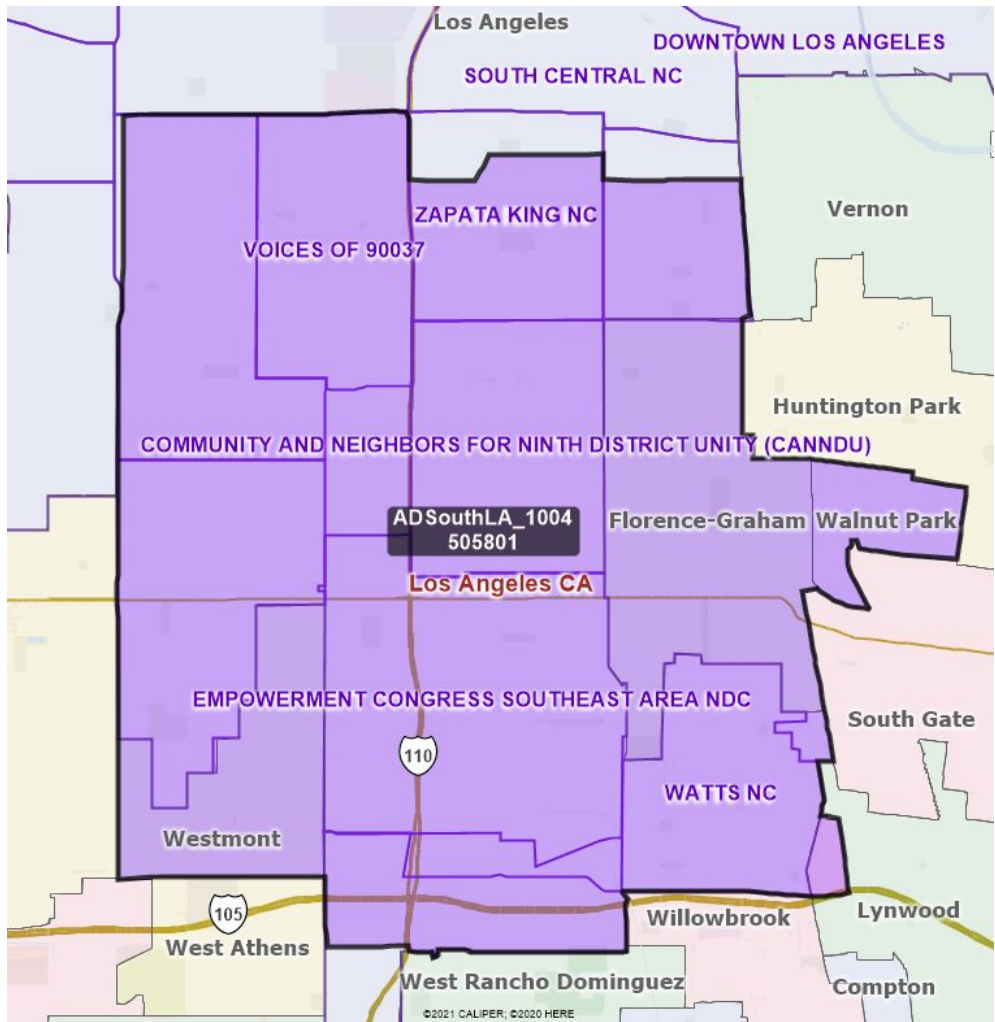 Los Angeles
DOWNTOWN LOS ANGELES
SOUTH CENTRAL NC
Vernon
ZAPATA KING NC
VOICES OF 90037
Huntington Park
COMMUNITY AND NEIGHBORS FOR NINTH DISTRICT UNITY (CANNDU)
ADSouthLA_1004
505801
Florence-Graham
Walnut Park
Los Angeles CA
EMPOWERMENT CONGRESS SOUTHEAST AREA NDC
South Gate
110
WATTS NC
Westmont
105
Willowbrook
Lynwood
West Athens
West Rancho Dominguez
Compton
©2021 CALIPER; ©2020 HERE